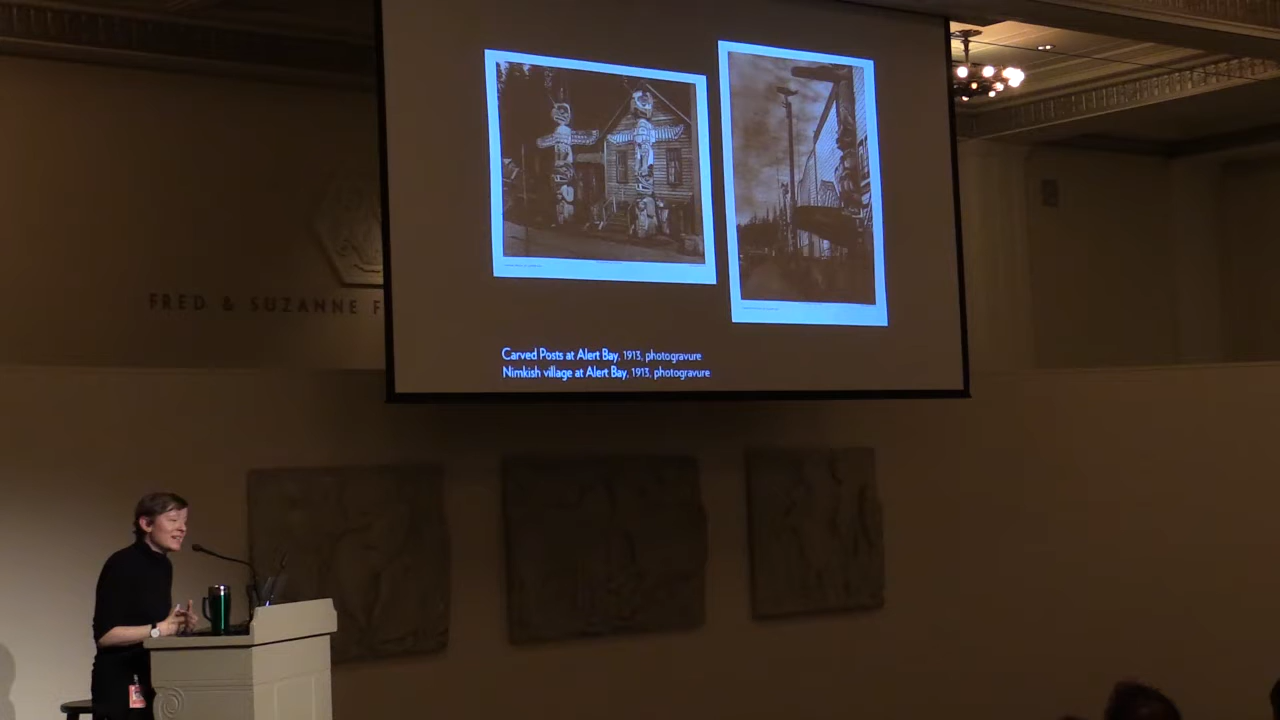 FRED & SUZANNE F
Carved Posts at Alert Bay, 1913, photogravure
Nimkish village at Alert Bay, 1913, photogravure